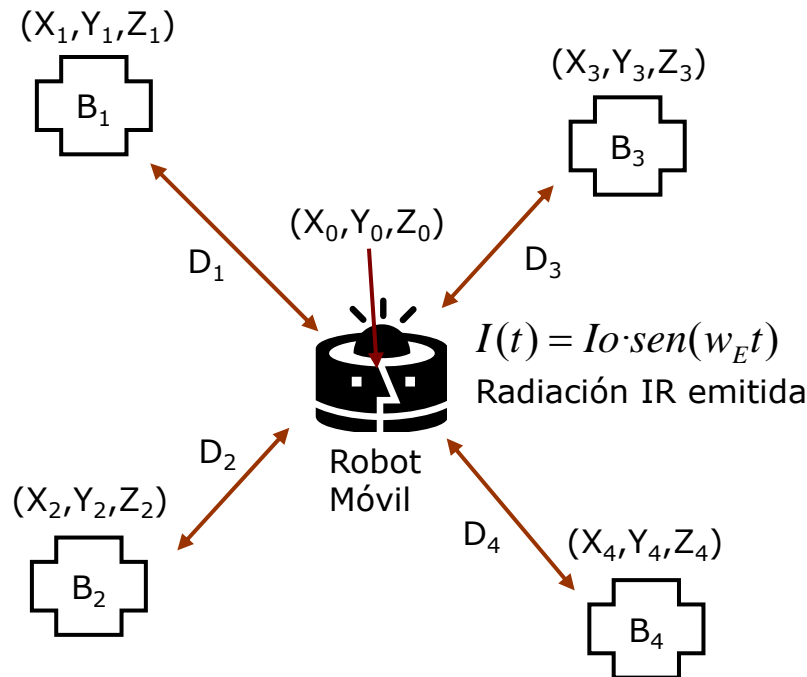 (X₁,Y₁,Z₁)
B₁
(X₃,Y₃,Z₃)
B₃
(X₀,Y₀,Z₀)
D₁
D₃
I(t) = Io·sen(w_E t)
Radiación IR emitida
D₂
Robot
Móvil
(X₂,Y₂,Z₂)
B₂
D₄
(X₄,Y₄,Z₄)
B₄